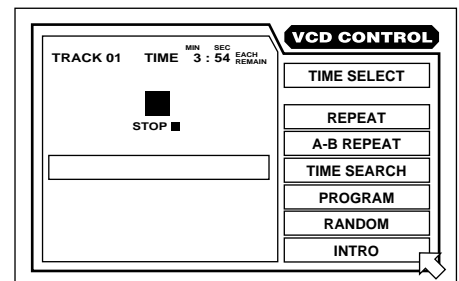 VCD CONTROL
MIN SEC
TRACK 01 TIME 3 : 54 EACH REMAIN
STOP
TIME SELECT
REPEAT
A-B REPEAT
TIME SEARCH
PROGRAM
RANDOM
INTRO